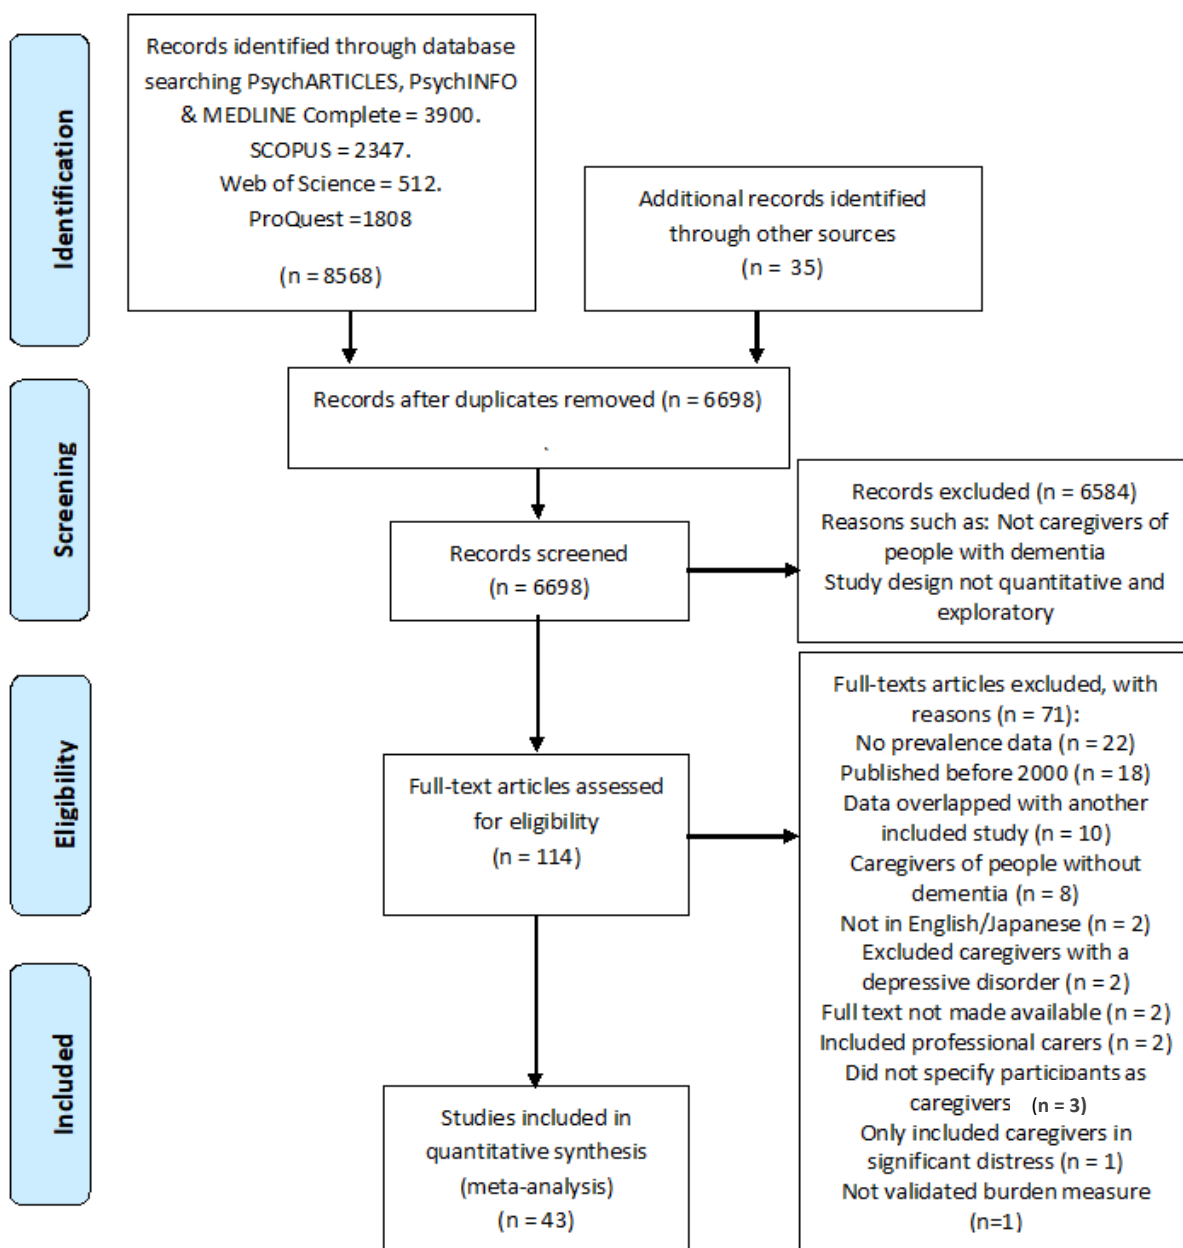 Identification
Records identified through database
searching PsychARTICLES, PsychINFO
& MEDLINE Complete = 3900.
SCOPUS = 2347.
Web of Science = 512.
ProQuest =1808
(n = 8568)
Additional records identified
through other sources
(n = 35)
Screening
Records after duplicates removed (n = 6698)
.
Records screened
(n = 6698)
Records excluded (n = 6584)
Reasons such as: Not caregivers of
people with dementia
Study design not quantitative and
exploratory
Eligibility
Full-text articles assessed
for eligibility
(n = 114)
Full-texts articles excluded, with
reasons (n = 71):
No prevalence data (n = 22)
Published before 2000 (n = 18)
Data overlapped with another
included study (n = 10)
Caregivers of people without
dementia (n = 8)
Not in English/Japanese (n = 2)
Excluded caregivers with a
depressive disorder (n = 2)
Full text not made available (n = 2)
Included professional carers (n = 2)
Did not specify participants as
caregivers (n = 3)
Only included caregivers in
significant distress (n = 1)
Not validated burden measure
(n=1)
Included
Studies included in
quantitative synthesis
(meta-analysis)
(n = 43)